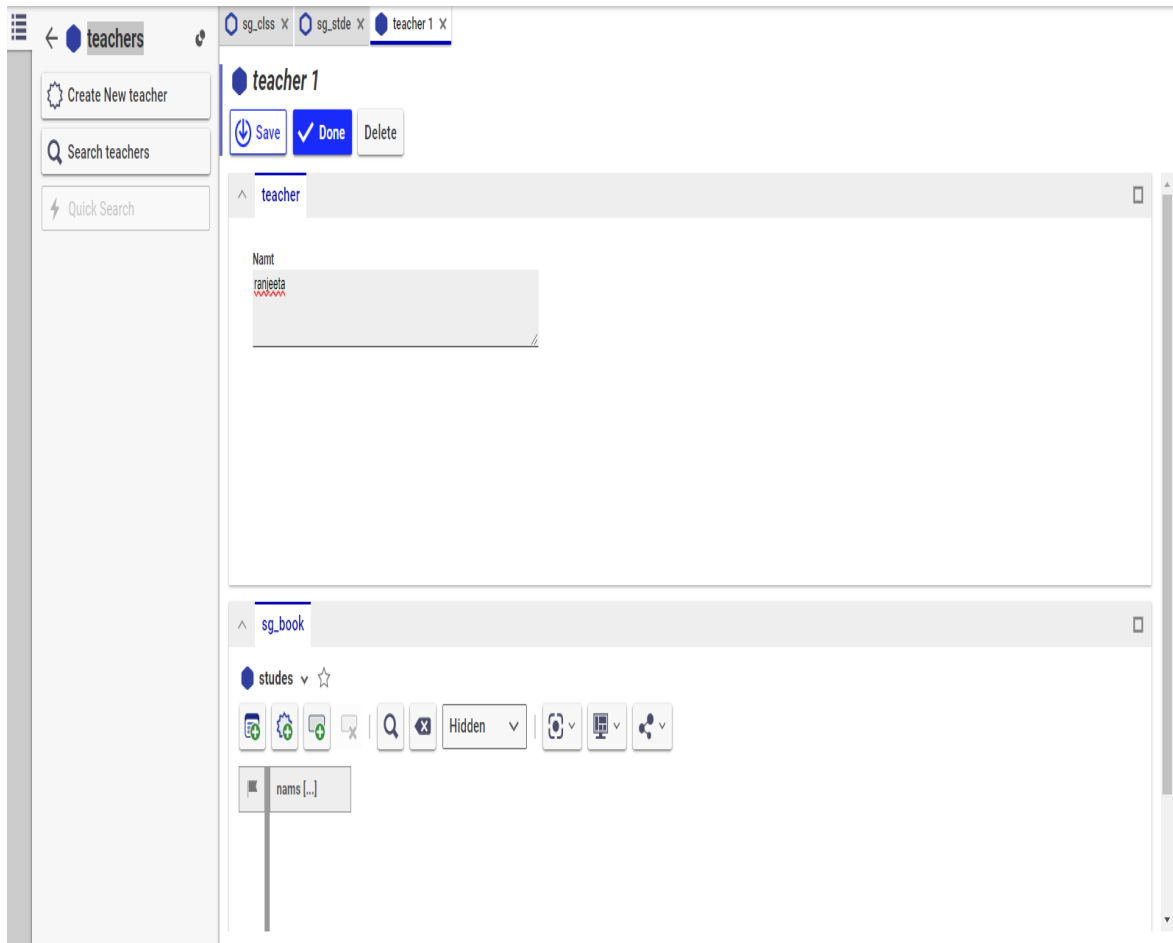 teachers
Create New teacher
Search teachers
Quick Search
sg_clss
sg_stde
teacher 1
teacher 1
Save
Done
Delete
teacher
Namt
ranjeeta
sg_book
studes
Hidden
nams [...]